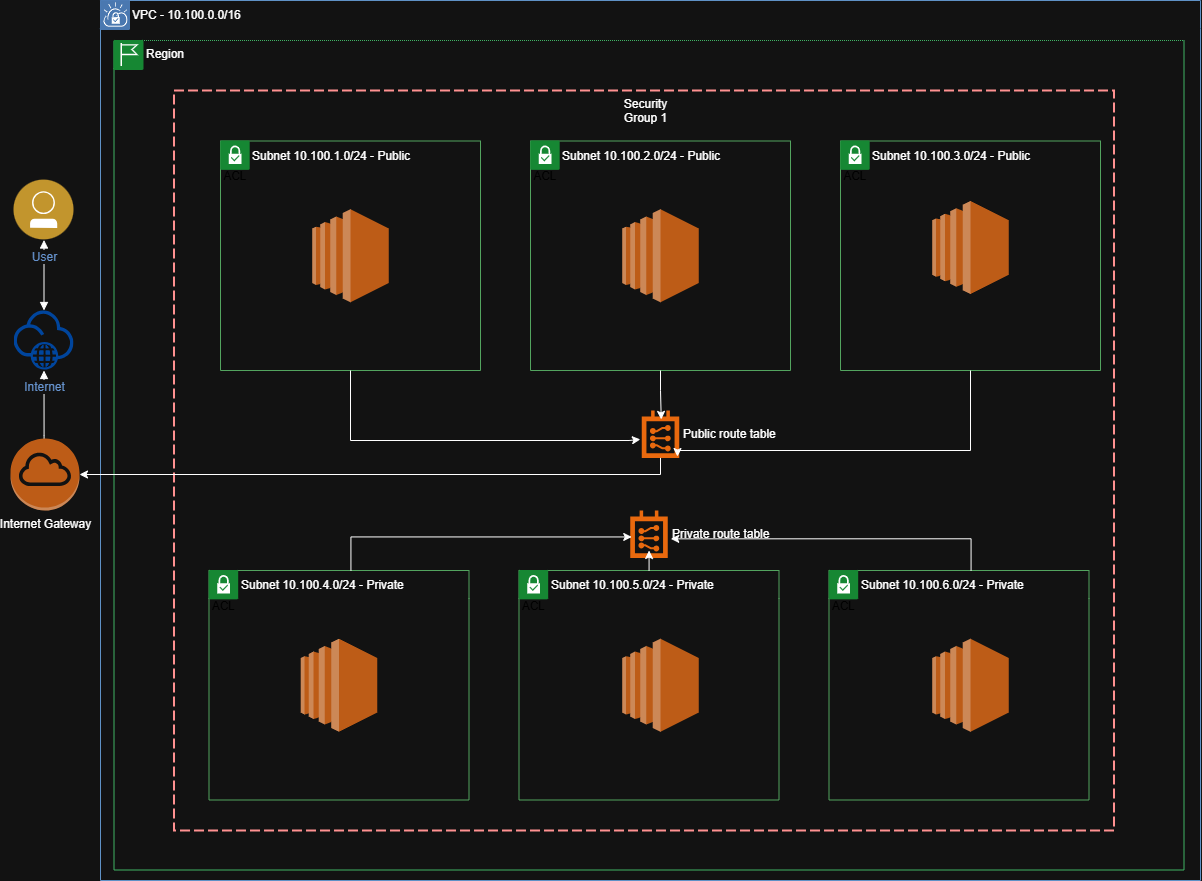 VPC - 10.100.0.0/16
Region
Security
Group 1
Subnet 10.100.1.0/24 - Public
ACL
Subnet 10.100.2.0/24 - Public
ACL
Subnet 10.100.3.0/24 - Public
ACL
User
Internet
Internet Gateway
Public route table
Private route table
Subnet 10.100.4.0/24 - Private
ACL
Subnet 10.100.5.0/24 - Private
ACL
Subnet 10.100.6.0/24 - Private
ACL